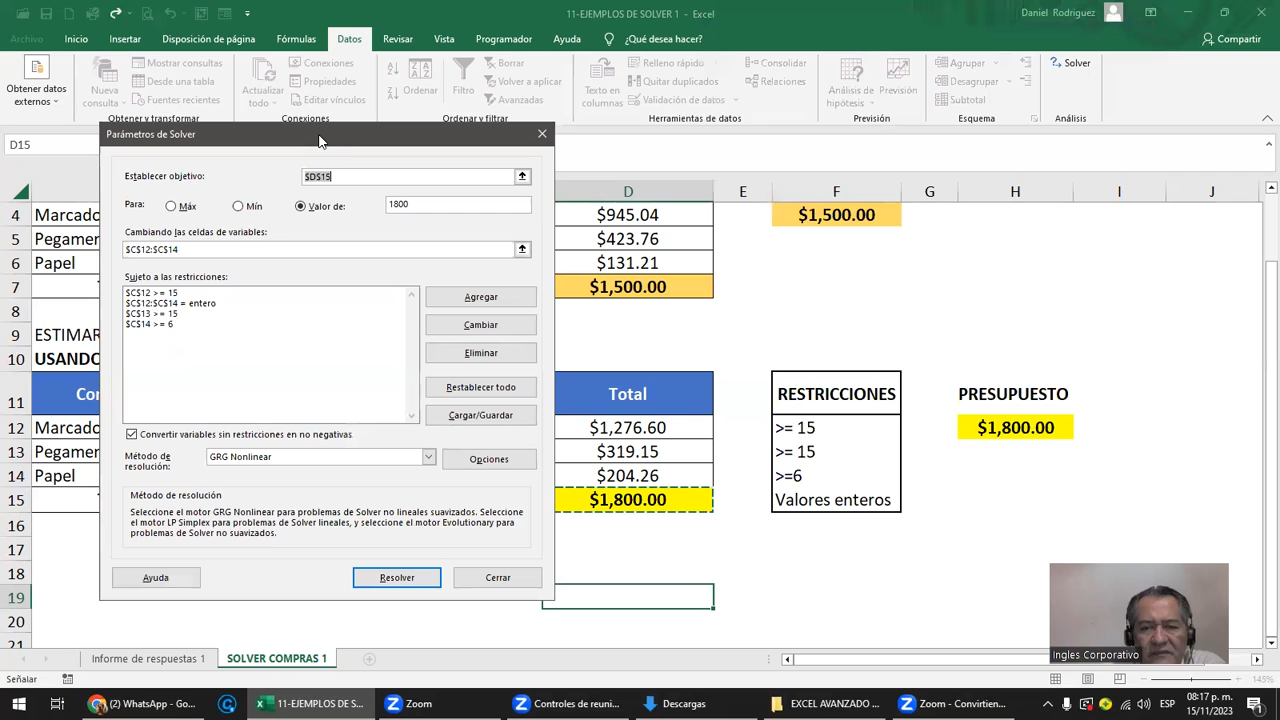 11-EJEMPLOS DE SOLVER 1 - Excel
Daniel Rodriguez
Archivo Inicio Insertar Disposición de página Fórmulas Datos Revisar Vista Programador Ayuda ¿Qué desea hacer? Compartir
Obtener datos externos
Nueva consulta
Mostrar consultas
Desde una tabla
Fuentes recientes
Obtener y transformar
Actualizar todo
Conexiones
Propiedades
Editar vínculos
Conexiones
Ordenar
Filtro
Borrar
Volver a aplicar
Avanzadas
Ordenar y filtrar
Texto en columnas
Relleno rápido
Quitar duplicados
Validación de datos
Consolidar
Relaciones
Herramientas de datos
Análisis de hipótesis
Previsión
Previsión
Agrupar
Desagrupar
Subtotal
Esquema
Solver
Análisis
D15
Parámetros de Solver
Establecer objetivo: $D$15
Para: Máx Mín Valor de: 1800
Cambiando las celdas de variables:
$C$12:$C$14
Sujeto a las restricciones:
$C$12 >= 15
$C$12:$C$14 = entero
$C$13 >= 15
$C$14 >= 6
Agregar
Cambiar
Eliminar
Restablecer todo
Cargar/Guardar
Convertir variables sin restricciones en no negativas
Método de resolución: GRG Nonlinear Opciones
Método de resolución
Seleccione el motor GRG Nonlinear para problemas de Solver no lineales suavizados. Seleccione
el motor LP Simplex para problemas de Solver lineales, y seleccione el motor Evolutionary para
problemas de Solver no suavizados.
Ayuda Resolver Cerrar
D E F G H I J
4 Marcado $945.04 $1,500.00
5 Pegamen $423.76
6 Papel $131.21
7 $1,500.00
8
9 ESTIMAR
10 USANDO
11 Con Total RESTRICCIONES PRESUPUESTO
12 Marcado $1,276.60 >= 15 $1,800.00
13 Pegamen $319.15 >= 15
14 Papel $204.26 >=6
15 $1,800.00 Valores enteros
16
17
18
19
20
21
Ingles Corporativo
Informe de respuestas 1 SOLVER COMPRAS 1
Señalar 145%
(2) WhatsApp - Go...
11-EJEMPLOS DE S...
Zoom
Controles de reuni...
Descargas
EXCEL AVANZADO ...
Zoom - Convirtien...
ESP
08:17 p. m.
15/11/2023